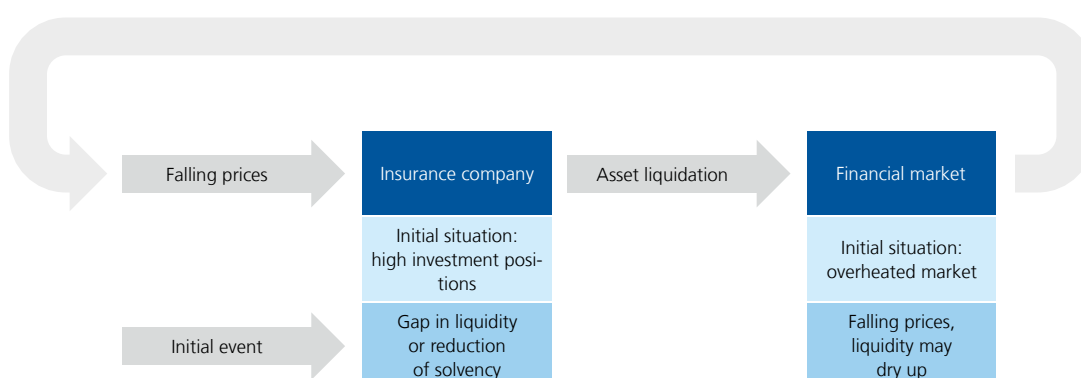 Falling prices
Insurance company
Asset liquidation
Financial market
Initial situation:
high investment posi-
tions
Initial situation:
overheated market
Initial event
Gap in liquidity
or reduction
of solvency
Falling prices,
liquidity may
dry up